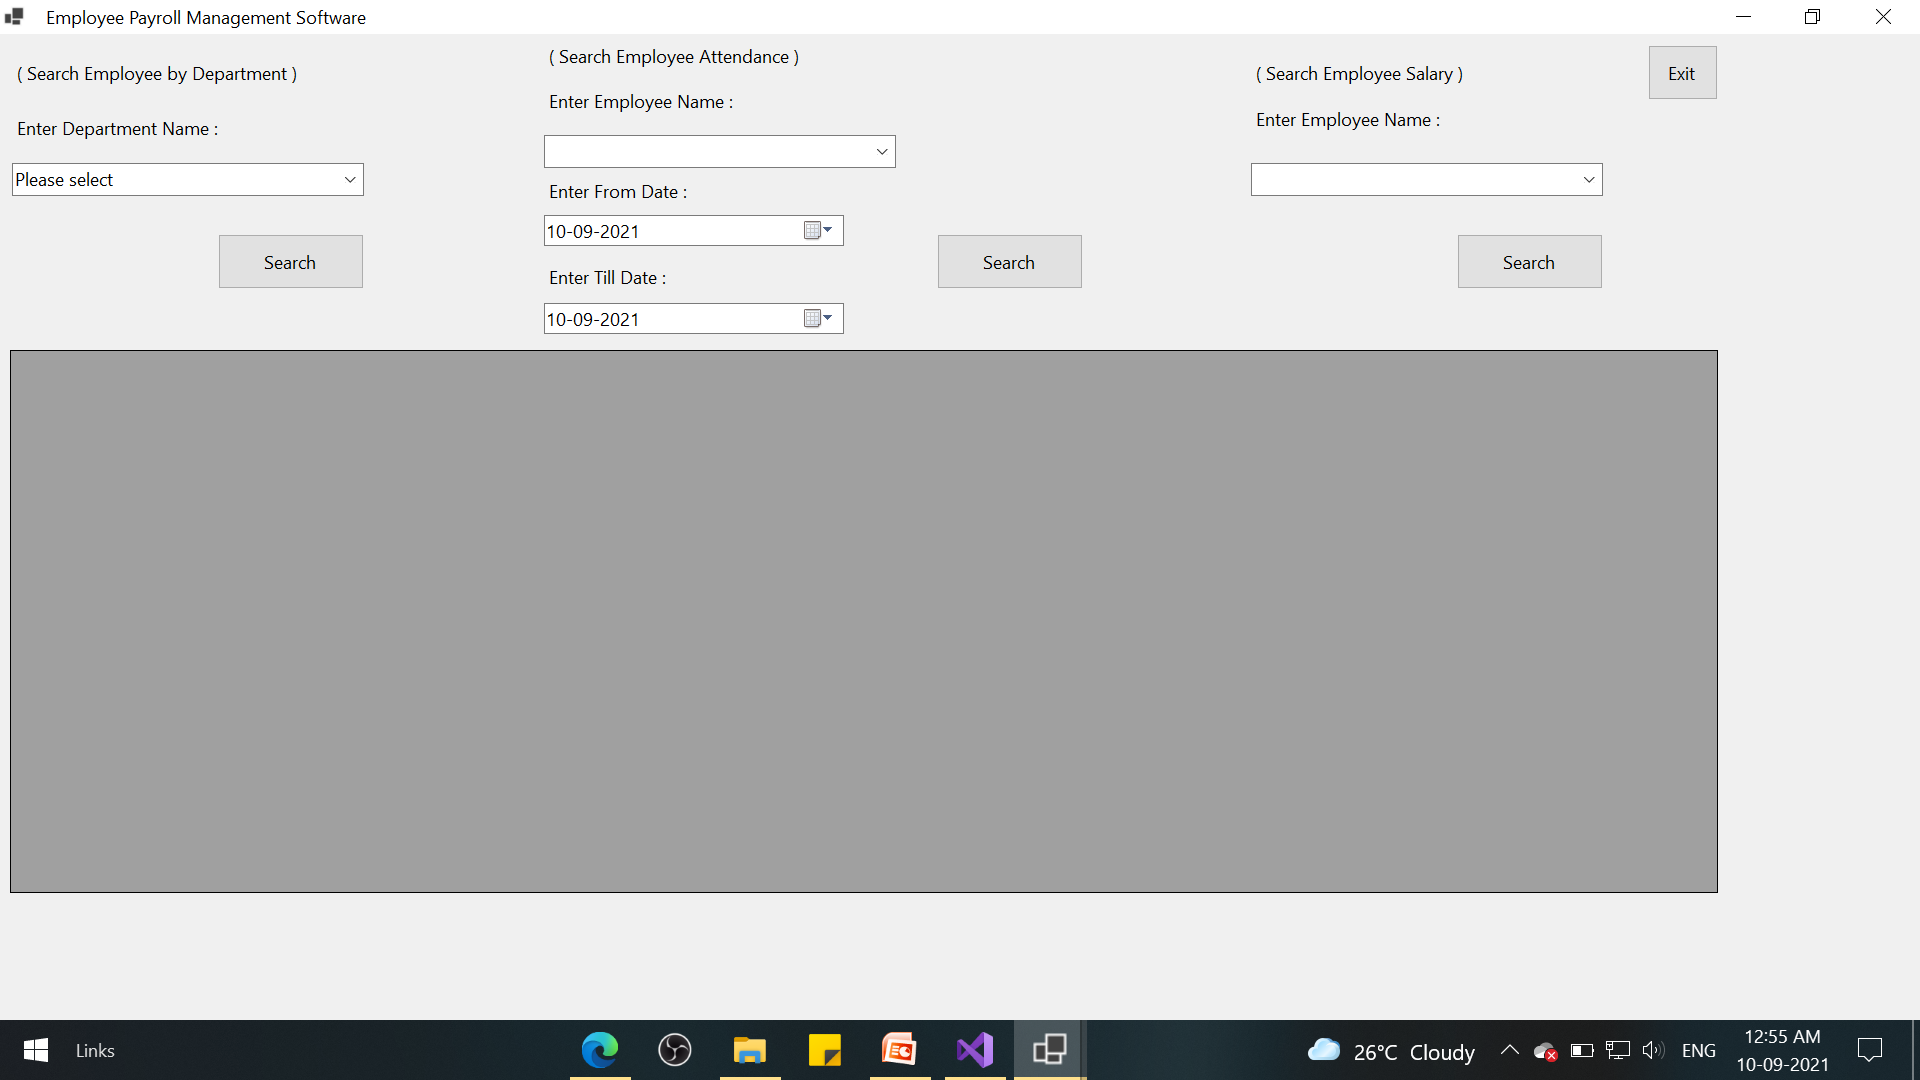 Employee Payroll Management Software
( Search Employee by Department )
Enter Department Name :
Please select
Search
( Search Employee Attendance )
Enter Employee Name :
Enter From Date :
10-09-2021
Enter Till Date :
10-09-2021
Search
( Search Employee Salary )
Enter Employee Name :
Search
Exit
Links
26°C Cloudy
ENG
12:55 AM
10-09-2021